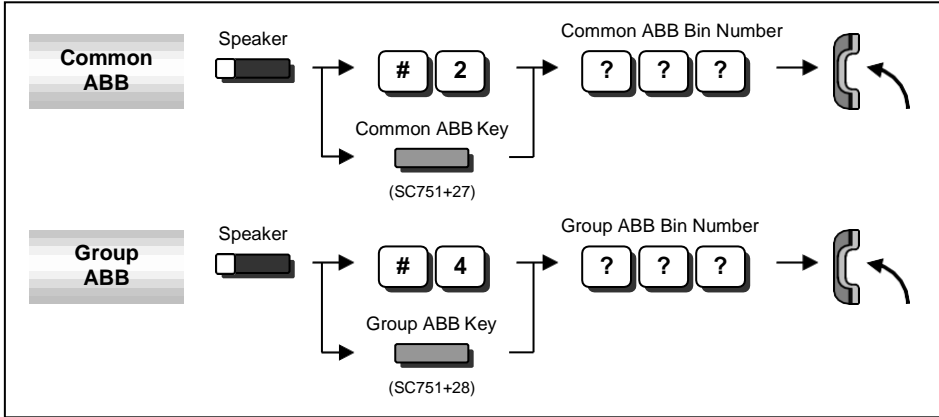 Common
ABB
Speaker
# 2
Common ABB Key
(SC751+27)
Common ABB Bin Number
? ? ?
Group
ABB
Speaker
# 4
Group ABB Key
(SC751+28)
Group ABB Bin Number
? ? ?